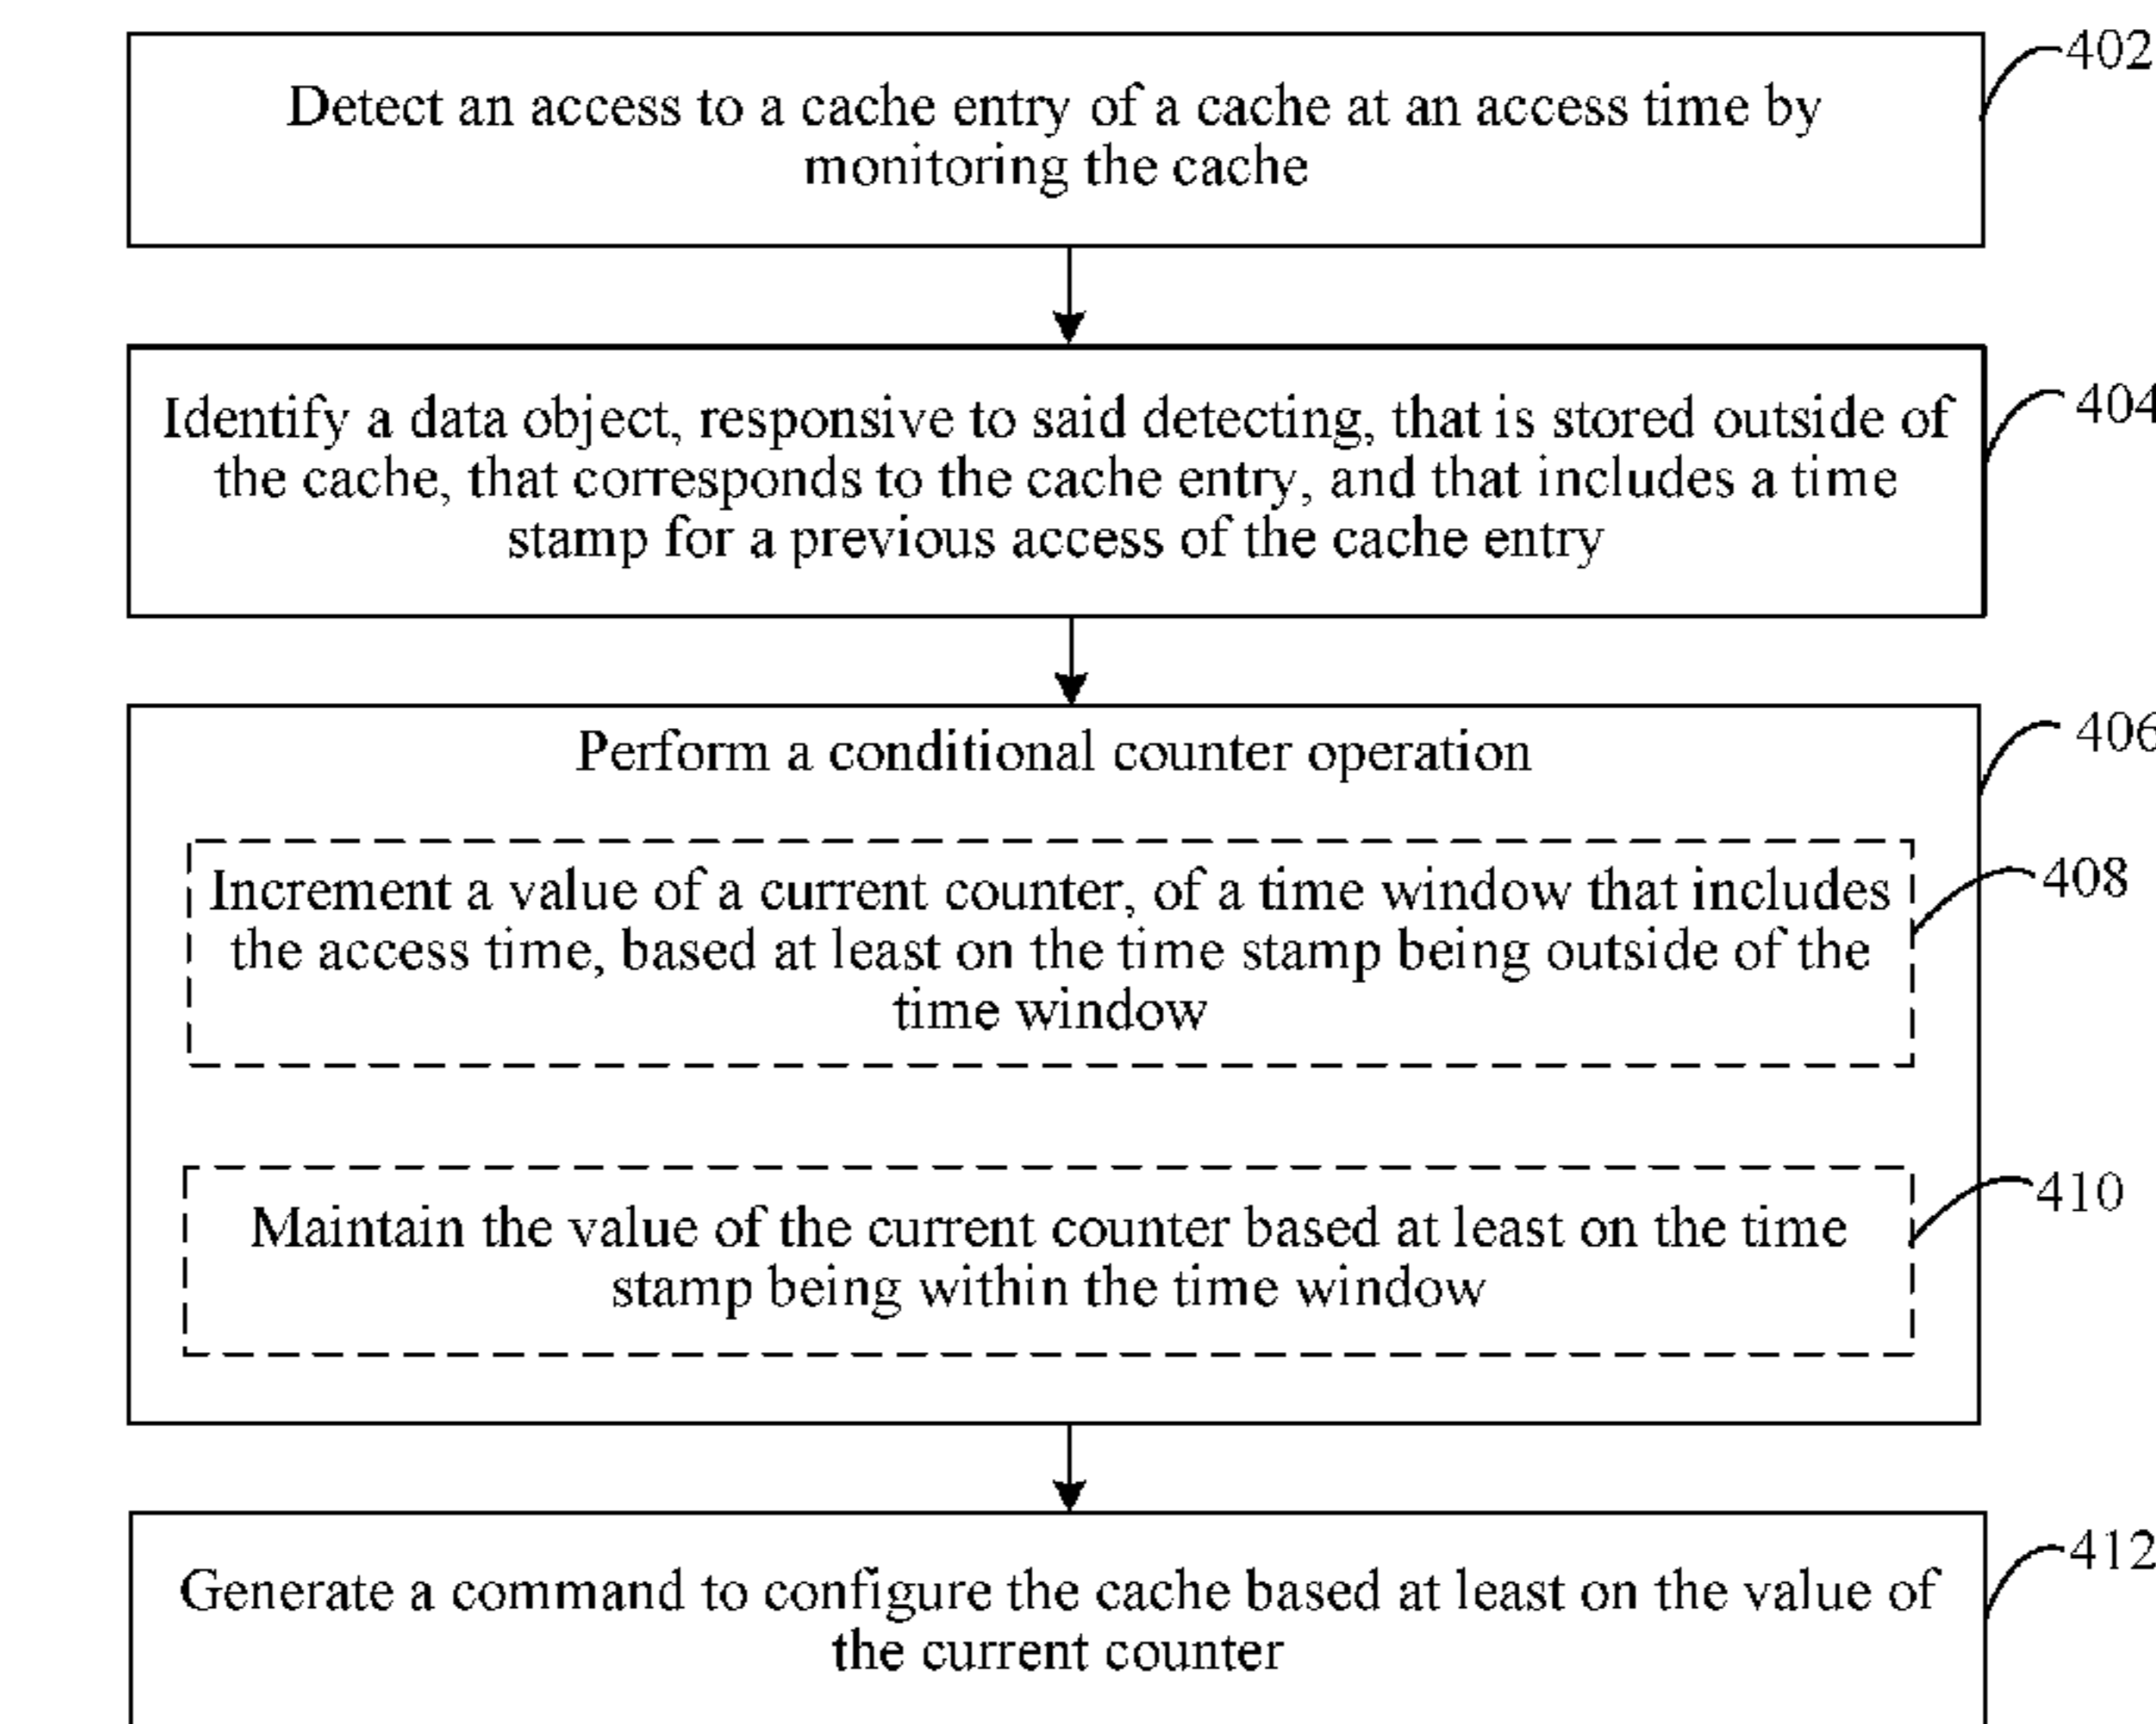 402
Detect an access to a cache entry of a cache at an access time by
monitoring the cache
404
Identify a data object, responsive to said detecting, that is stored outside of
the cache, that corresponds to the cache entry, and that includes a time
stamp for a previous access of the cache entry
406
Perform a conditional counter operation
408
Increment a value of a current counter, of a time window that includes
the access time, based at least on the time stamp being outside of the
time window
410
Maintain the value of the current counter based at least on the time
stamp being within the time window
412
Generate a command to configure the cache based at least on the value of
the current counter